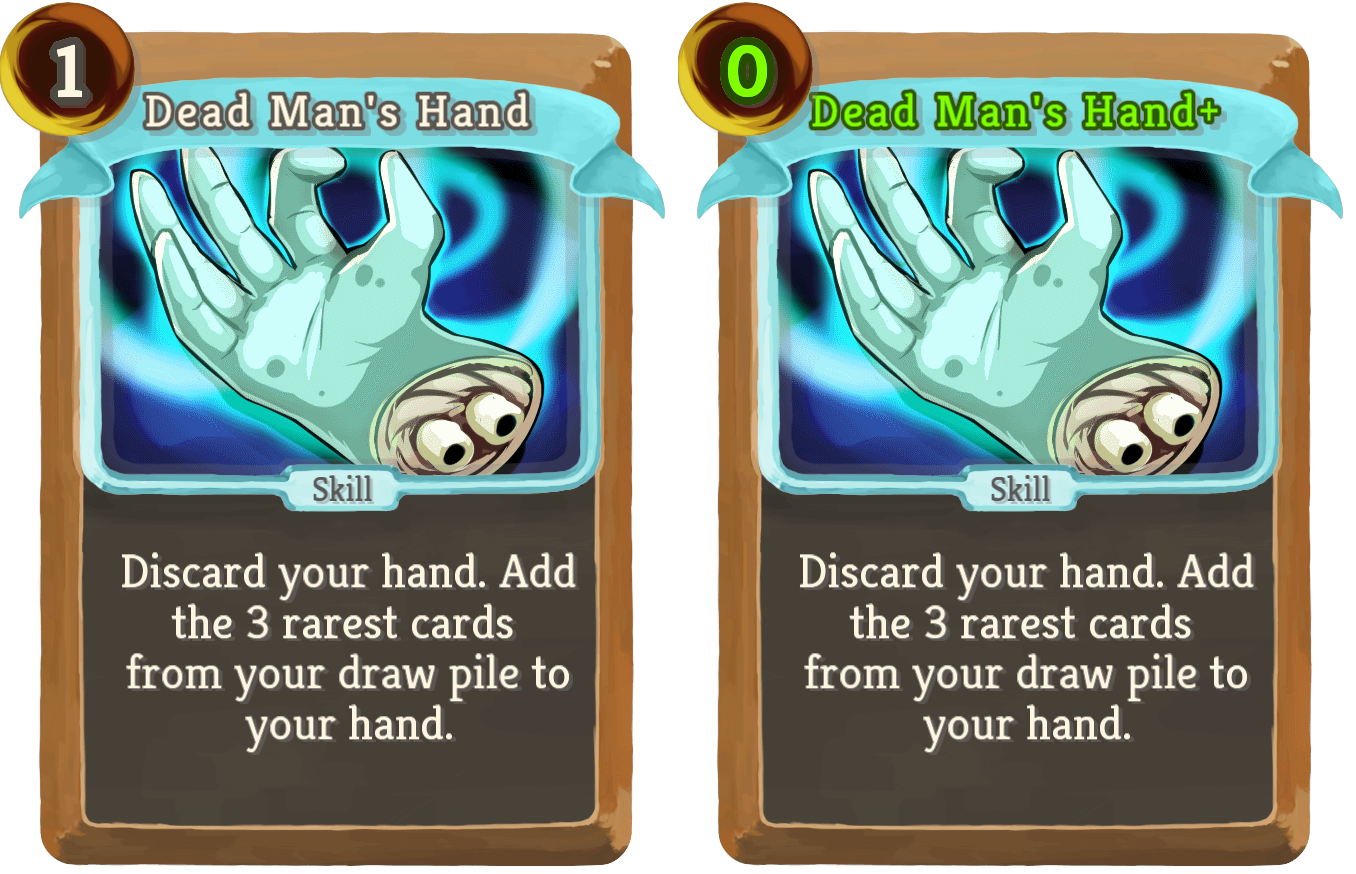 1
Dead Man's Hand
Skill
Discard your hand. Add
the 3 rarest cards
from your draw pile to
your hand.
0
Dead Man's Hand+
Skill
Discard your hand. Add
the 3 rarest cards
from your draw pile to
your hand.